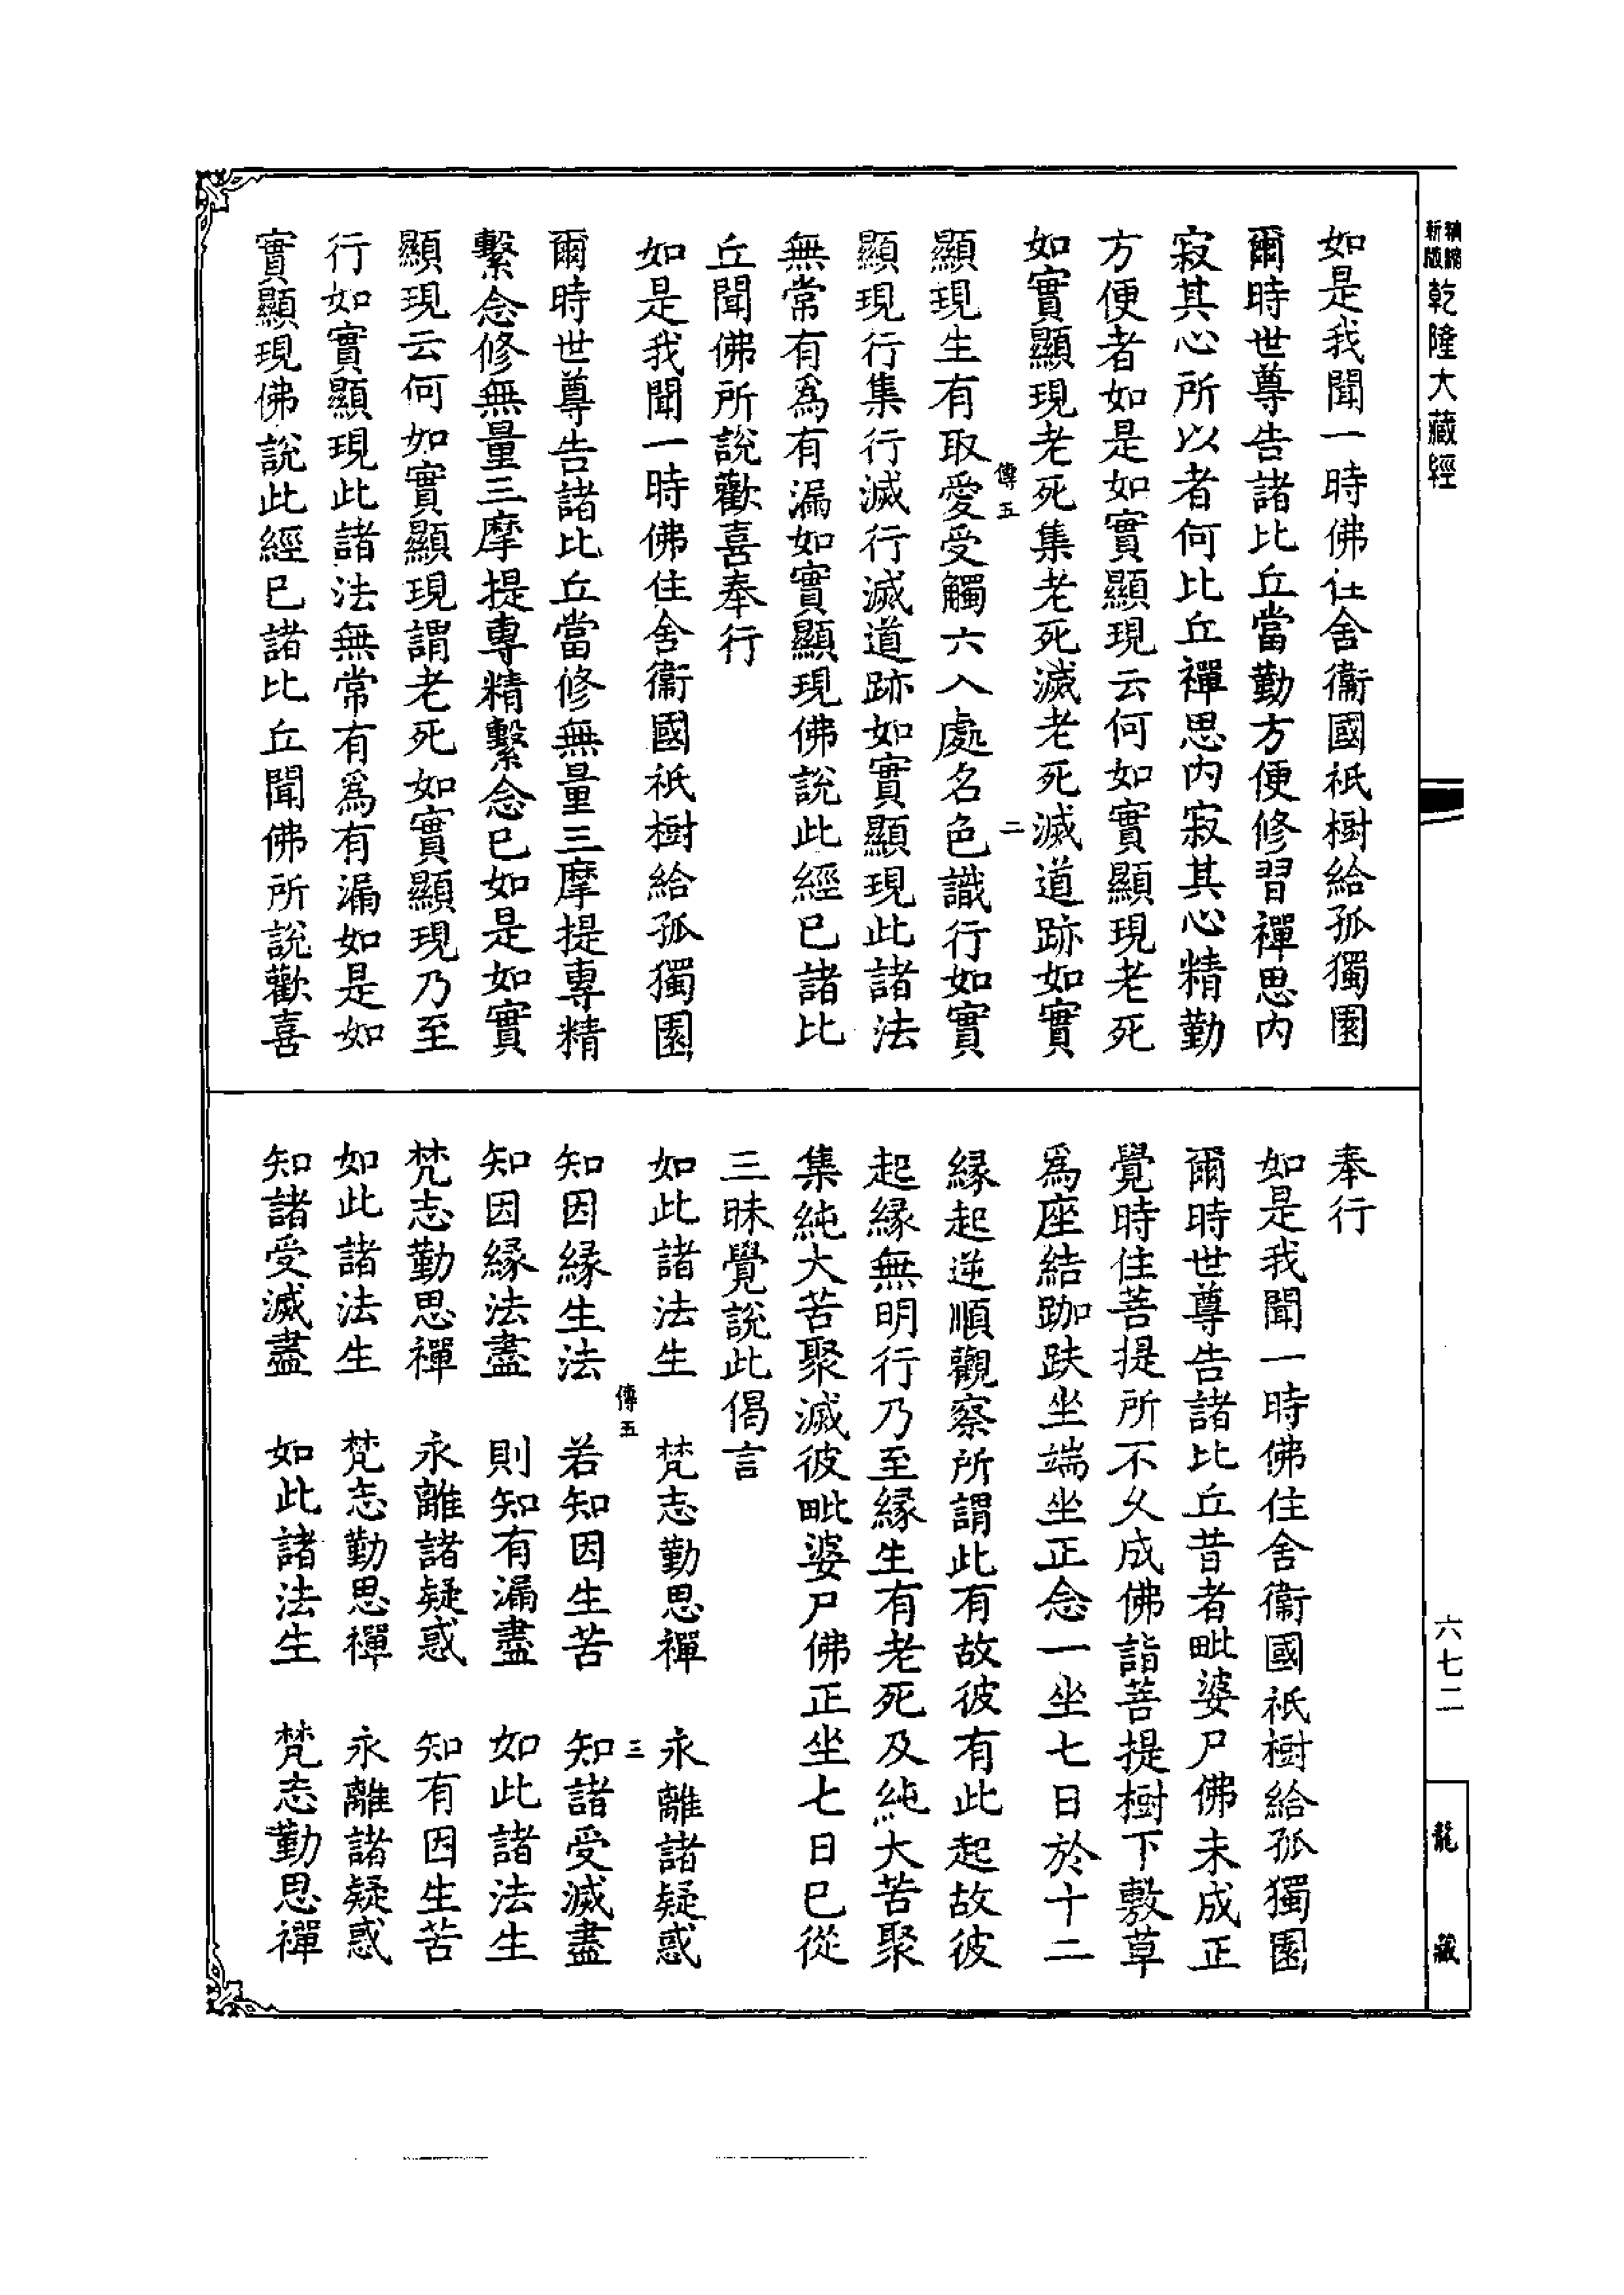 精縮
新版
乾隆大藏經
如是我聞一時佛住舍衞國祇樹給孤獨園
爾時世尊告諸比丘當勤方便修習禪思內
寂其心所以者何比丘禪思內寂其心精勤
方便者如是如實顯現云何如實顯現老死
如實顯現老死集老死滅老死滅道跡如實
傳五
二
顯現生有取愛受觸六入處名色識行如實
顯現行集行滅行滅道跡如實顯現此諸法
無常有爲有漏如實顯現佛說此經已諸比
丘聞佛所說歡喜奉行
如是我聞一時佛住舍衞國祇樹給孤獨園
爾時世尊告諸比丘當修無量三摩提專精
繫念修無量三摩提專精繫念已如是如實
顯現云何如實顯現謂老死如實顯現乃至
行如實顯現此諸法無常有爲有漏如是如
實顯現佛說此經已諸比丘聞佛所說歡喜
奉行
如是我聞一時佛住舍衞國祇樹給孤獨園
爾時世尊告諸比丘昔者毗婆尸佛未成正
覺時住菩提所不久成佛詣菩提樹下敷草
爲座結跏趺坐端坐正念一坐七日於十二
緣起逆順觀察所謂此有故彼有此起故彼
起緣無明行乃至緣生有老死及純大苦聚
集純大苦聚滅彼毗婆尸佛正坐七日已從
三昧覺說此偈言
如此諸法生　梵志勤思禪　永離諸疑惑
傳五
三
知因緣生法　若知因生苦　知諸受滅盡
知因緣法盡　則知有漏盡　如此諸法生
梵志勤思禪　永離諸疑惑　知有因生苦
如此諸法生　梵志勤思禪　永離諸疑惑
知諸受滅盡　如此諸法生　梵志勤思禪
六七二
龍藏